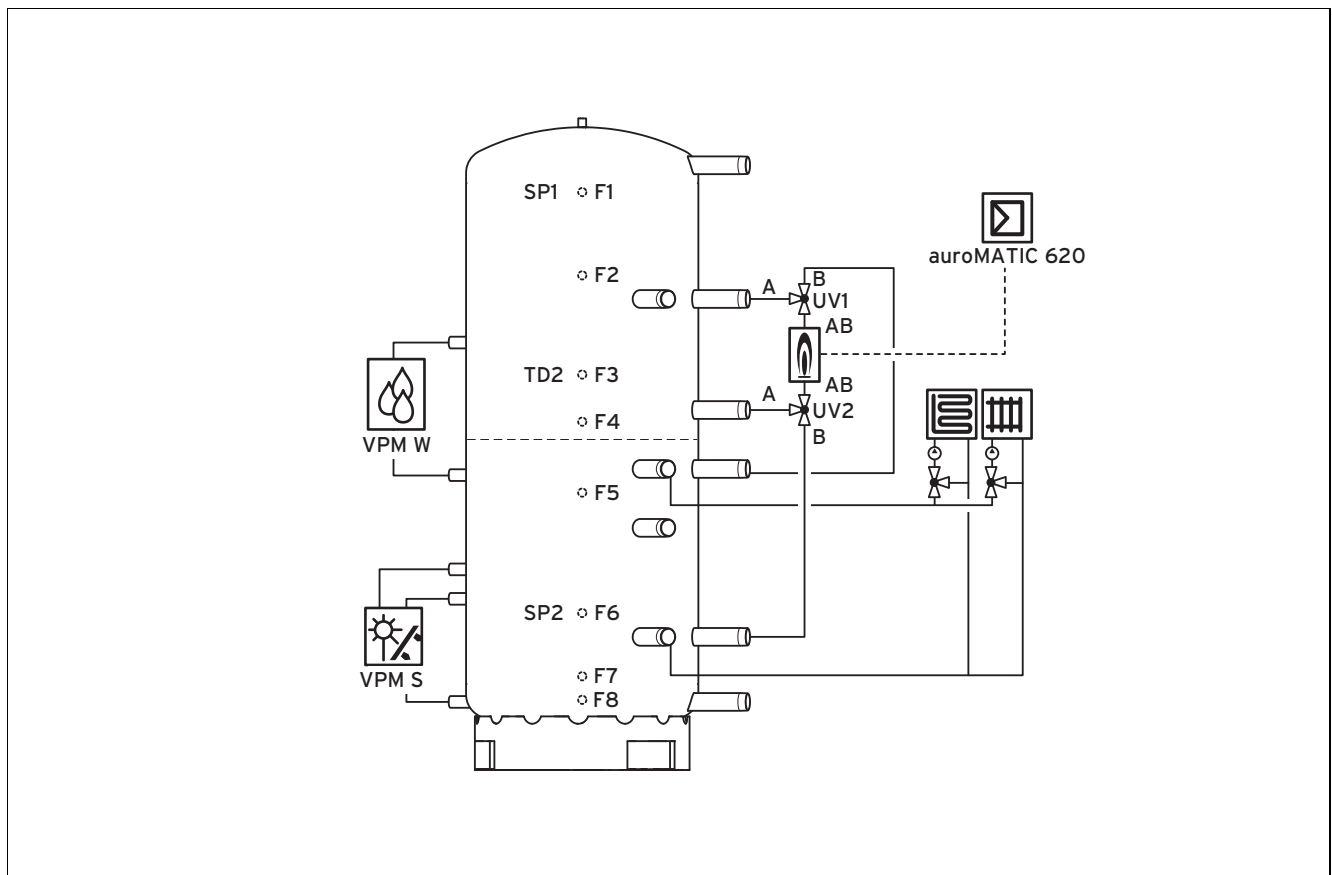 SP1 F1
auroMATIC 620
F2
A B
UV1
AB
TD2 F3
AB
A
UV2
F4
B
VPM W
F5
SP2 F6
VPM S
F7
F8